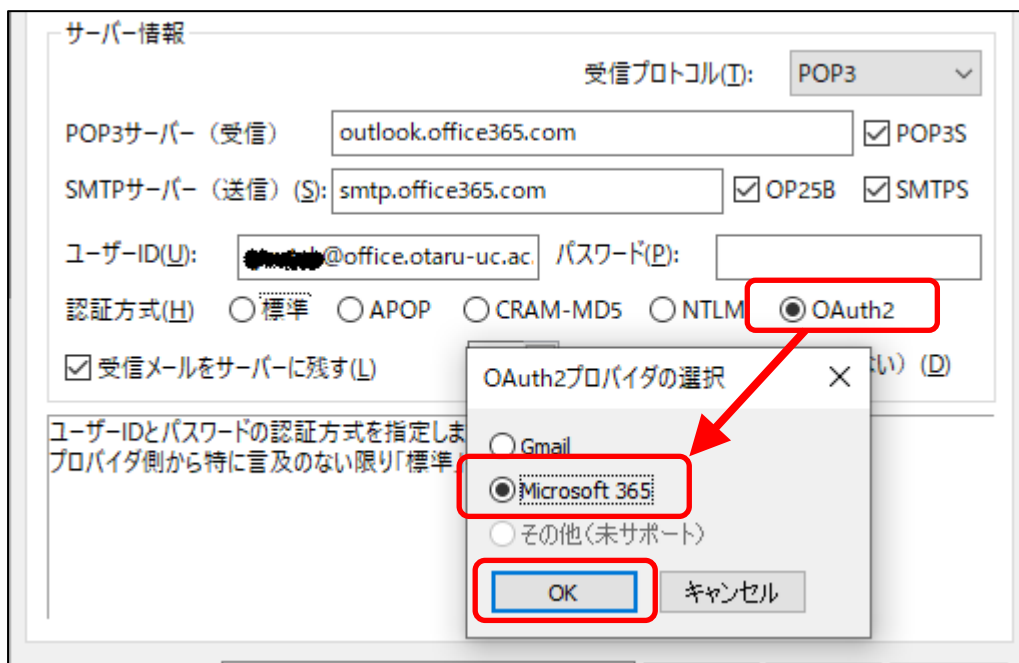 サーバー情報
受信プロトコル(T): POP3
POP3サーバー（受信） outlook.office365.com POP3S
SMTPサーバー（送信）(S): smtp.office365.com OP25B SMTPS
ユーザーID(U): @office.otaru-uc.ac. パスワード(P):
認証方式(H) 標準 APOP CRAM-MD5 NTLM OAuth2
受信メールをサーバーに残す(L) い）(D)
OAuth2プロバイダの選択
ユーザーIDとパスワードの認証方式を指定しま
プロバイダ側から特に言及のない限り「標準」
Gmail
Microsoft 365
その他(未サポート)
OK キャンセル